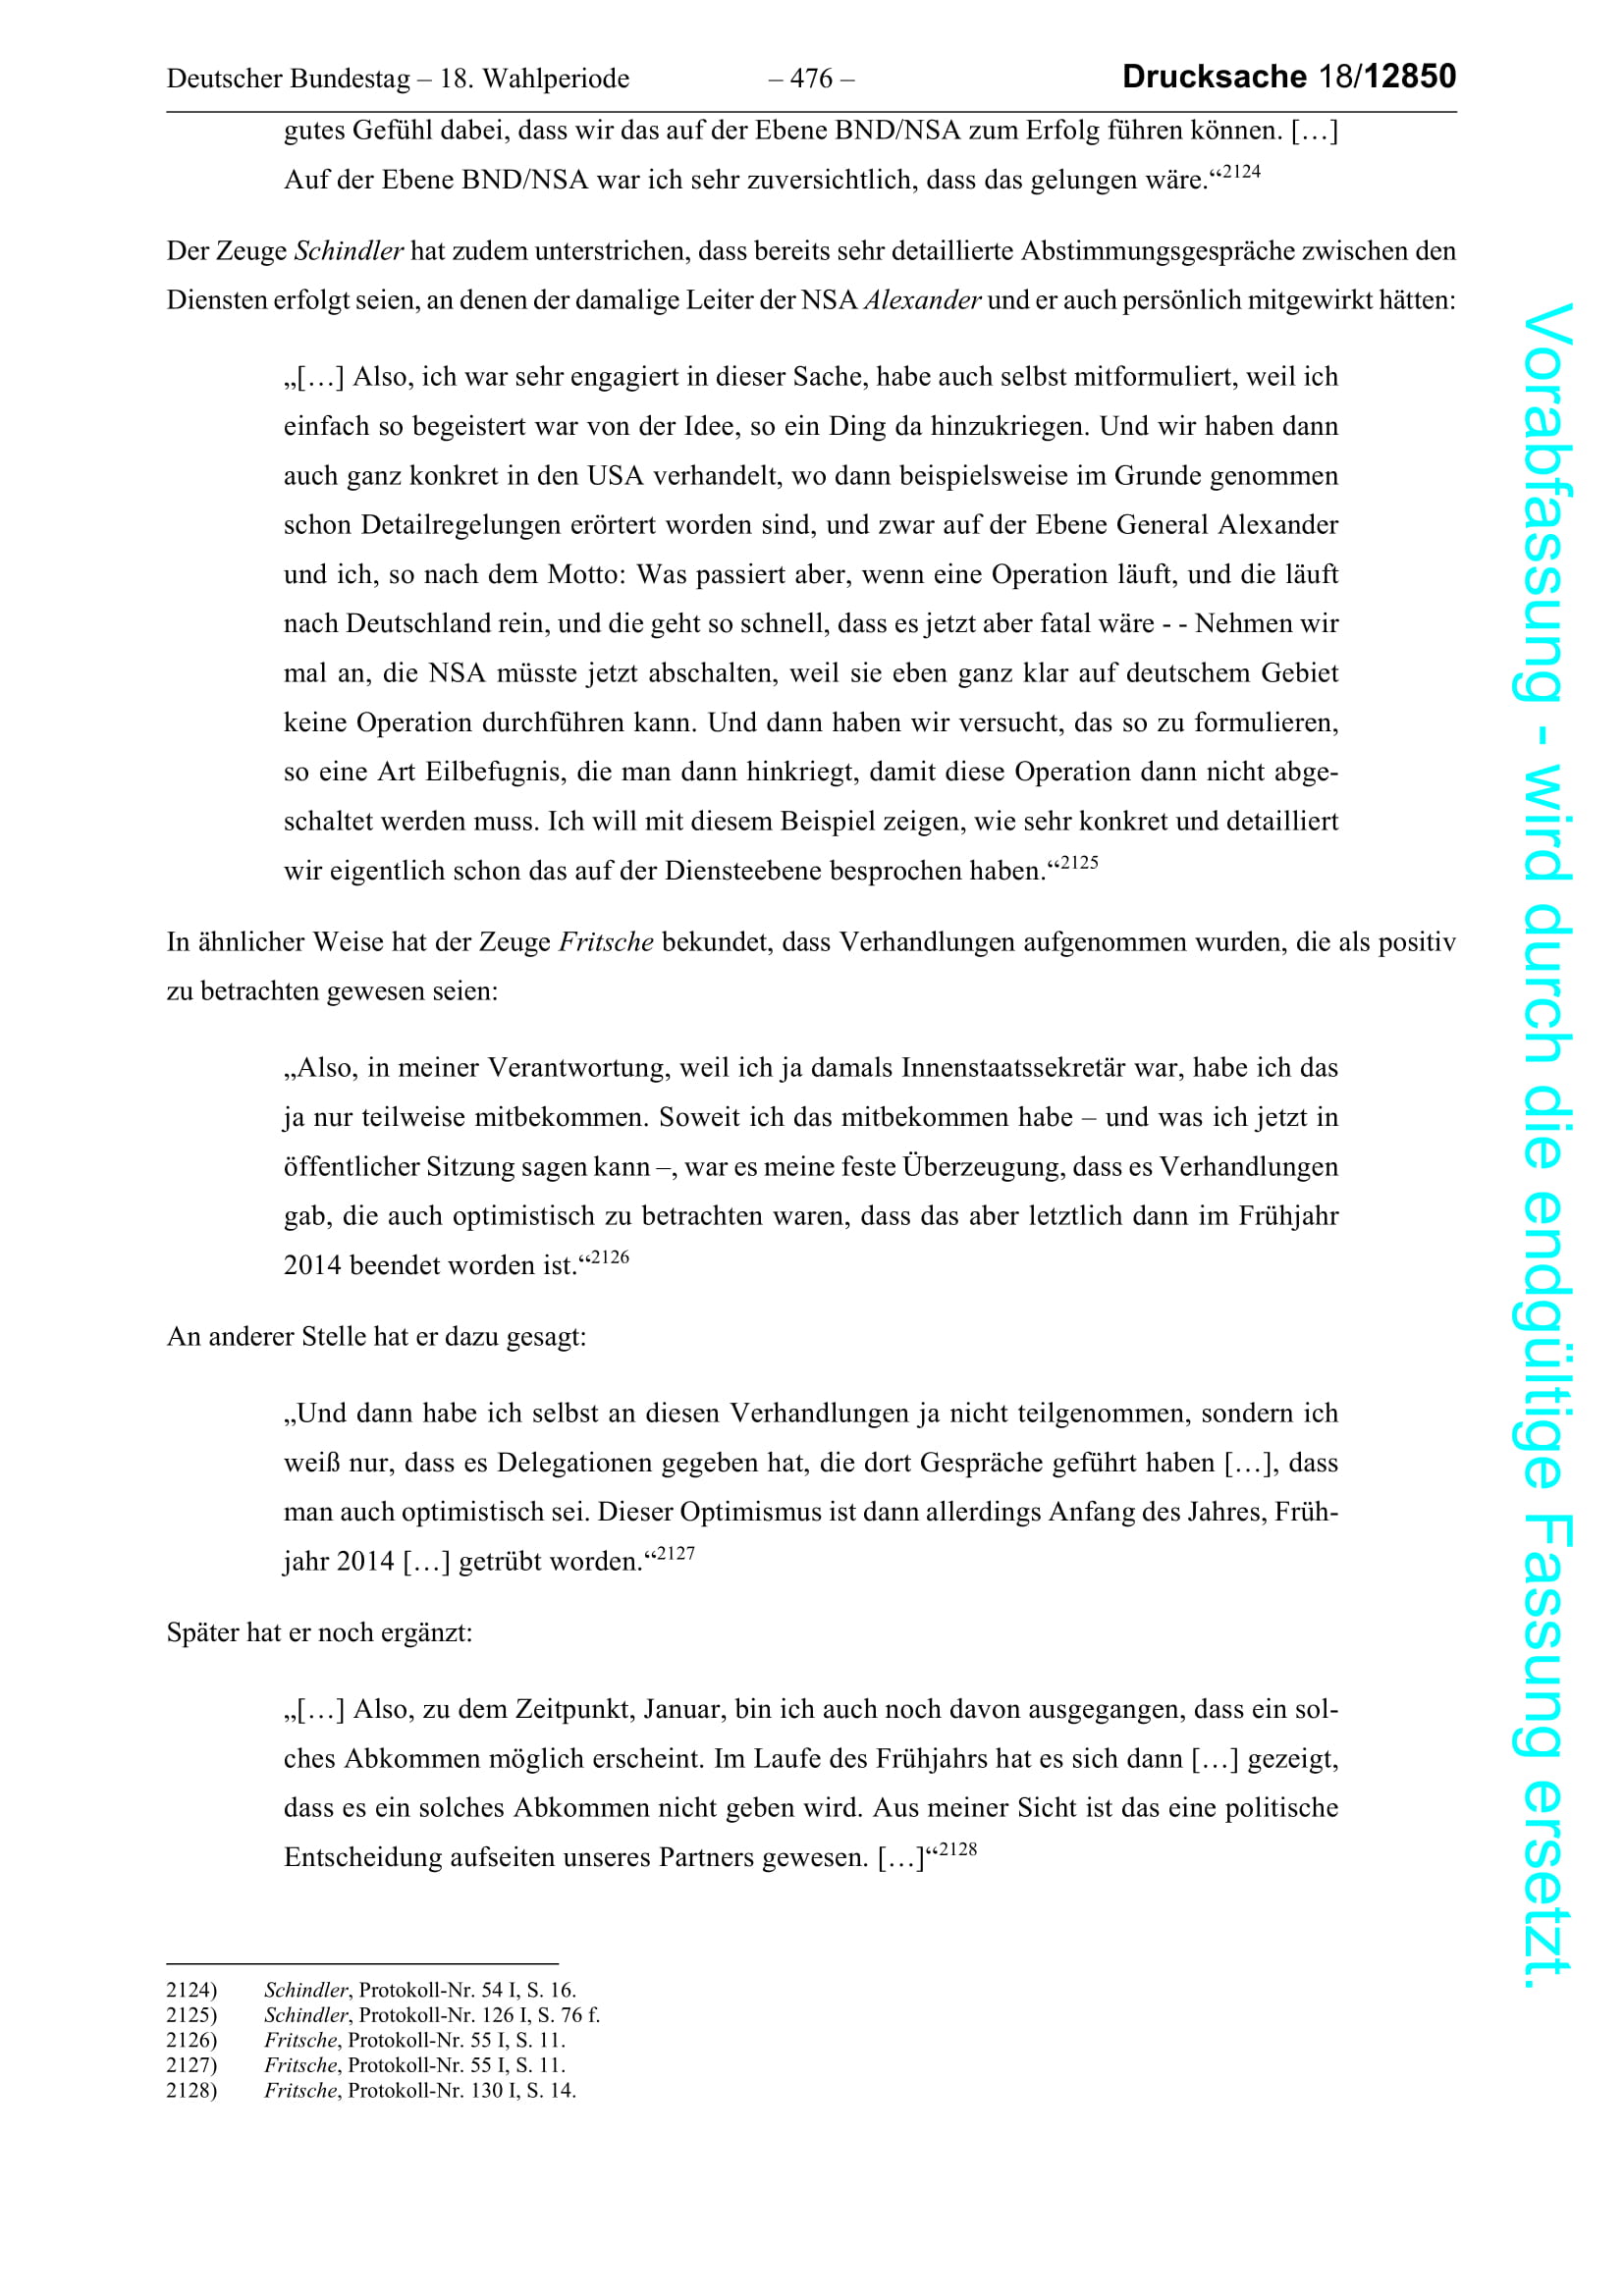 Deutscher Bundestag – 18. Wahlperiode – 476 – Drucksache 18/12850
gutes Gefühl dabei, dass wir das auf der Ebene BND/NSA zum Erfolg führen können. […]
Auf der Ebene BND/NSA war ich sehr zuversichtlich, dass das gelungen wäre.“2124
Der Zeuge Schindler hat zudem unterstrichen, dass bereits sehr detaillierte Abstimmungsgespräche zwischen den
Diensten erfolgt seien, an denen der damalige Leiter der NSA Alexander und er auch persönlich mitgewirkt hätten:
„[…] Also, ich war sehr engagiert in dieser Sache, habe auch selbst mitformuliert, weil ich
einfach so begeistert war von der Idee, so ein Ding da hinzukriegen. Und wir haben dann
auch ganz konkret in den USA verhandelt, wo dann beispielsweise im Grunde genommen
schon Detailregelungen erörtert worden sind, und zwar auf der Ebene General Alexander
und ich, so nach dem Motto: Was passiert aber, wenn eine Operation läuft, und die läuft
nach Deutschland rein, und die geht so schnell, dass es jetzt aber fatal wäre - - Nehmen wir
mal an, die NSA müsste jetzt abschalten, weil sie eben ganz klar auf deutschem Gebiet
keine Operation durchführen kann. Und dann haben wir versucht, das so zu formulieren,
so eine Art Eilbefugnis, die man dann hinkriegt, damit diese Operation dann nicht abge-
schaltet werden muss. Ich will mit diesem Beispiel zeigen, wie sehr konkret und detailliert
wir eigentlich schon das auf der Diensteebene besprochen haben.“2125
In ähnlicher Weise hat der Zeuge Fritsche bekundet, dass Verhandlungen aufgenommen wurden, die als positiv
zu betrachten gewesen seien:
„Also, in meiner Verantwortung, weil ich ja damals Innenstaatssekretär war, habe ich das
ja nur teilweise mitbekommen. Soweit ich das mitbekommen habe – und was ich jetzt in
öffentlicher Sitzung sagen kann –, war es meine feste Überzeugung, dass es Verhandlungen
gab, die auch optimistisch zu betrachten waren, dass das aber letztlich dann im Frühjahr
2014 beendet worden ist.“2126
An anderer Stelle hat er dazu gesagt:
„Und dann habe ich selbst an diesen Verhandlungen ja nicht teilgenommen, sondern ich
weiß nur, dass es Delegationen gegeben hat, die dort Gespräche geführt haben […], dass
man auch optimistisch sei. Dieser Optimismus ist dann allerdings Anfang des Jahres, Früh-
jahr 2014 […] getrübt worden.“2127
Später hat er noch ergänzt:
„[…] Also, zu dem Zeitpunkt, Januar, bin ich auch noch davon ausgegangen, dass ein sol-
ches Abkommen möglich erscheint. Im Laufe des Frühjahrs hat es sich dann […] gezeigt,
dass es ein solches Abkommen nicht geben wird. Aus meiner Sicht ist das eine politische
Entscheidung aufseiten unseres Partners gewesen. […]“2128
2124) Schindler, Protokoll-Nr. 54 I, S. 16.
2125) Schindler, Protokoll-Nr. 126 I, S. 76 f.
2126) Fritsche, Protokoll-Nr. 55 I, S. 11.
2127) Fritsche, Protokoll-Nr. 55 I, S. 11.
2128) Fritsche, Protokoll-Nr. 130 I, S. 14.
Vorabfassung - wird durch die endgültige Fassung ersetzt.